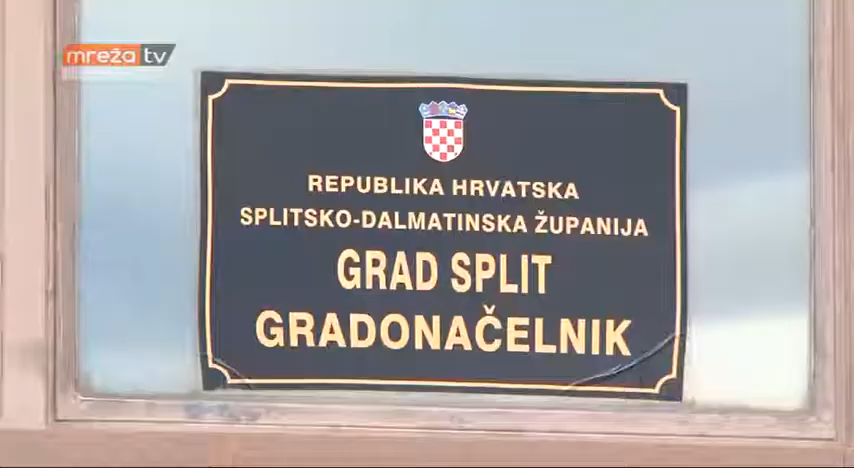 mreža tv
REPUBLIKA HRVATSKA
SPLITSKO-DALMATINSKA ŽUPANIJA
GRAD SPLIT
GRADONAČELNIK